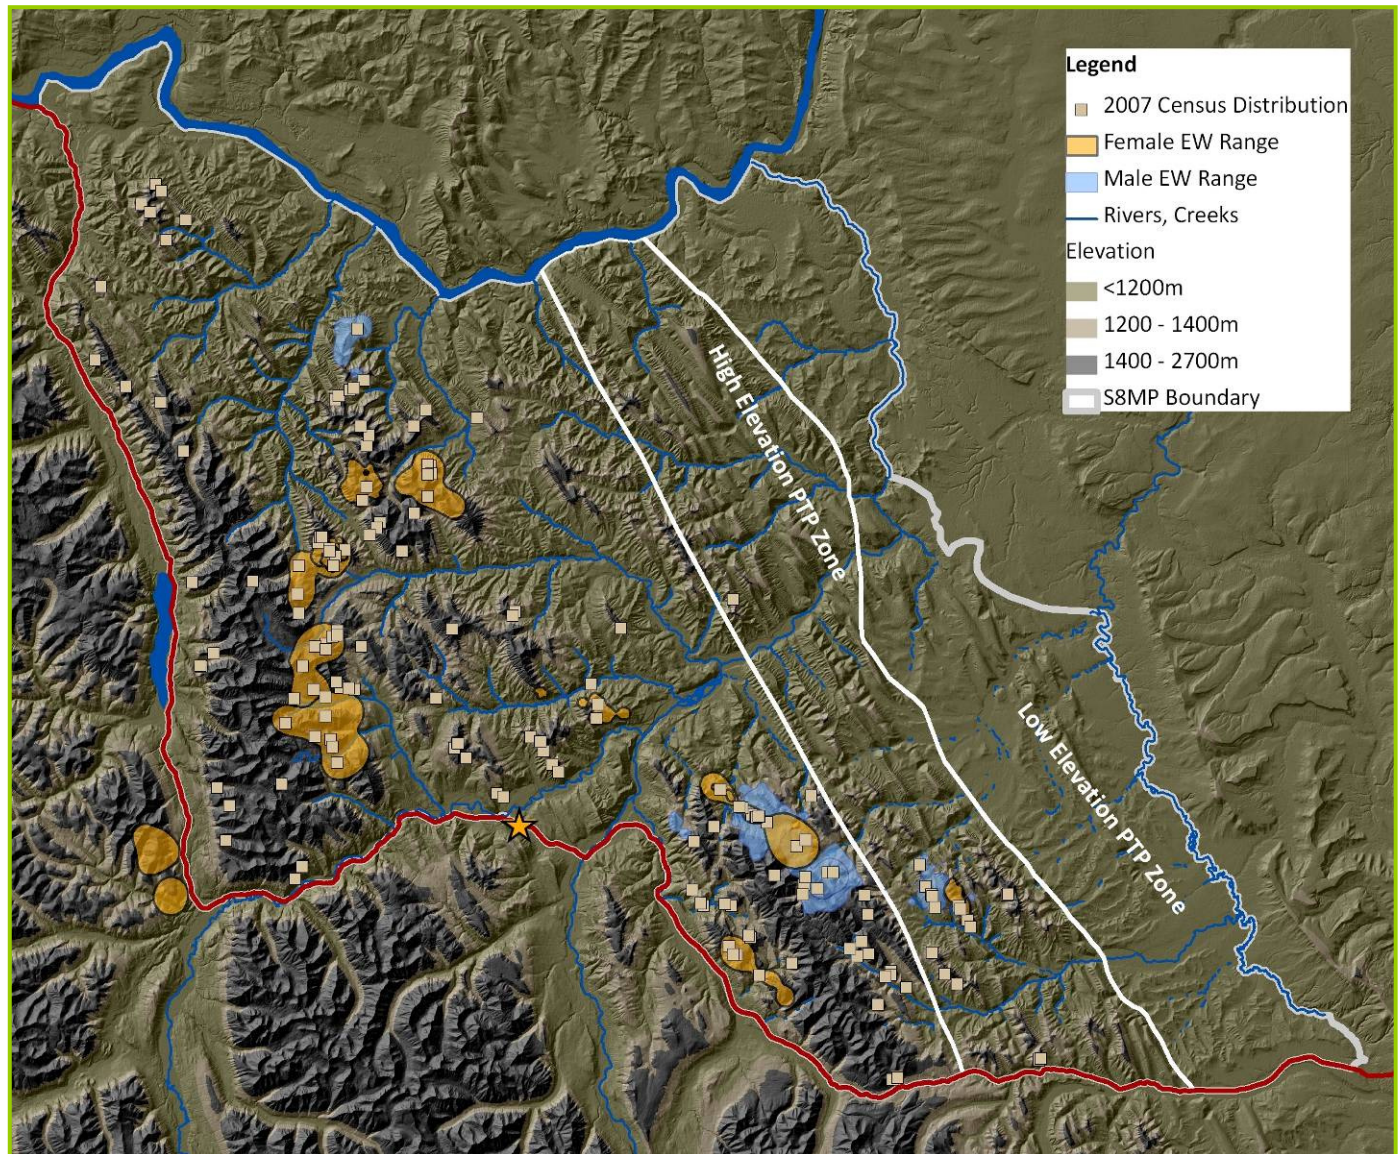 Legend
2007 Census Distribution
Female EW Range
Male EW Range
Rivers, Creeks
Elevation
<1200m
1200 - 1400m
1400 - 2700m
S8MP Boundary
High Elevation PTP Zone
Low Elevation PTP Zone